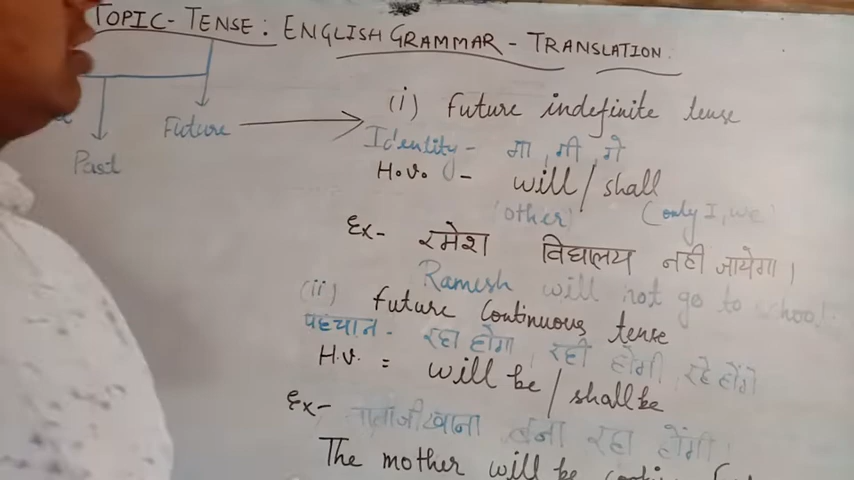 TOPIC- TENSE: ENGLISH GRAMMAR - TRANSLATION.
Past
Future
(i) Future indefinite tense
Identity - गा, गी, गे
H.v. - will / shall
(other) (only I, we)
Ex- रमेश विद्यालय नही जायेगा।
Ramesh will not go to school.
(ii) Future Continuous tense
पहचान - रहा होगा, रही होगी, रहे होंगे
H.V. = will be / shall be
Ex- खाना बना रहा होंगी।
The mother will be